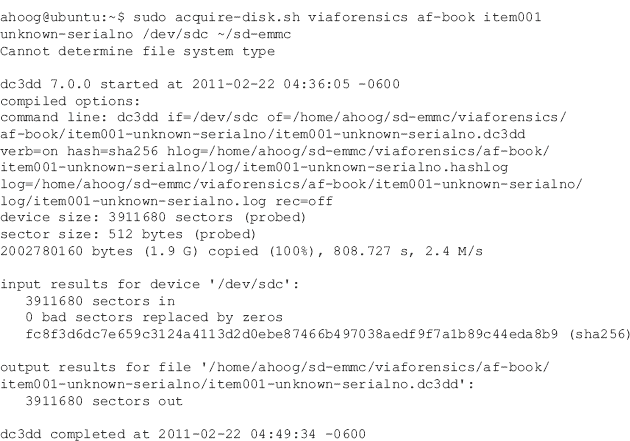 ahoog@ubuntu:~$ sudo acquire-disk.sh viaforensics af-book item001
unknown-serialno /dev/sdc ~/sd-emmc
Cannot determine file system type
dc3dd 7.0.0 started at 2011-02-22 04:36:05 -0600
compiled options:
command line: dc3dd if=/dev/sdc of=/home/ahoog/sd-emmc/viaforensics/
af-book/item001-unknown-serialno/item001-unknown-serialno.dc3dd
verb=on hash=sha256 hlog=/home/ahoog/sd-emmc/viaforensics/af-book/
item001-unknown-serialno/log/item001-unknown-serialno.hashlog
log=/home/ahoog/sd-emmc/viaforensics/af-book/item001-unknown-serialno/
log/item001-unknown-serialno.log rec=off
device size: 3911680 sectors (probed)
sector size: 512 bytes (probed)
2002780160 bytes (1.9 G) copied (100%), 808.727 s, 2.4 M/s
input results for device '/dev/sdc':
3911680 sectors in
0 bad sectors replaced by zeros
fc8f3d6dc7e659c3124a4113d2d0ebe87466b497038aedf9f7a1b89c44eda8b9 (sha256)
output results for file '/home/ahoog/sd-emmc/viaforensics/af-book/
item001-unknown-serialno/item001-unknown-serialno.dc3dd':
3911680 sectors out
dc3dd completed at 2011-02-22 04:49:34 -0600